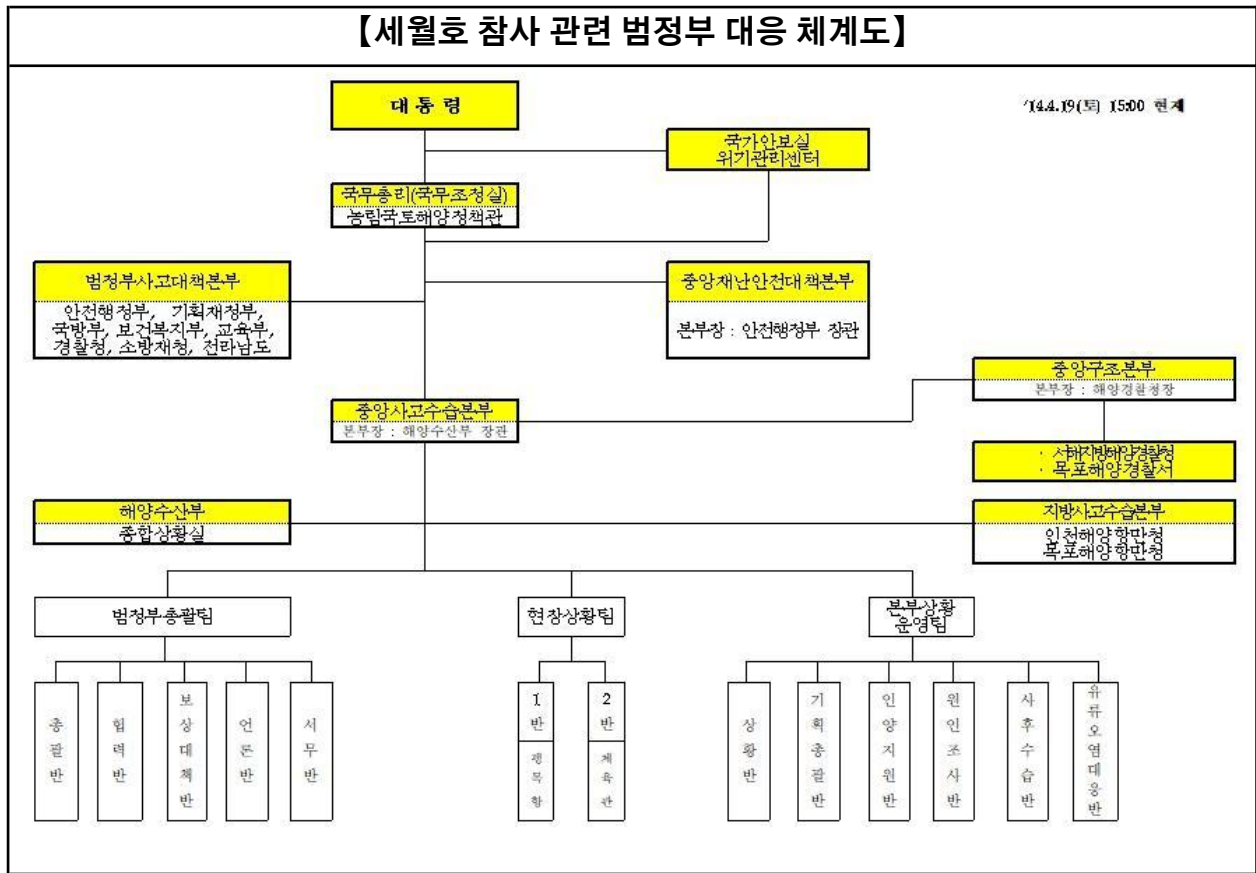 【세월호 참사 관련 범정부 대응 체계도】
대통령
'14.4.19(토) 15:00 현재
국가안보실
위기관리센터
국무총리(국무조정실)
농림국토해양정책관
범정부사고대책본부
안전행정부, 기획재정부,
국방부, 보건복지부, 교육부,
경찰청, 소방재청, 전라남도
중앙재난안전대책본부
본부장 : 안전행정부 장관
중앙구조본부
본부장 : 해양경찰청장
중앙사고수습본부
본부장 : 해양수산부 장관
· 서해지방해양경찰청
· 목포해양경찰서
해양수산부
종합상황실
지방사고수습본부
인천해양항만청
목포해양항만청
범정부총괄팀
현장상황팀
본부상황
운영팀
총괄반
협력반
보상대책반
언론반
서무반
1반
팽목항
2반
체육관
상황반
기획총괄반
인양지원반
원인조사반
사후수습반
유류오염대응반